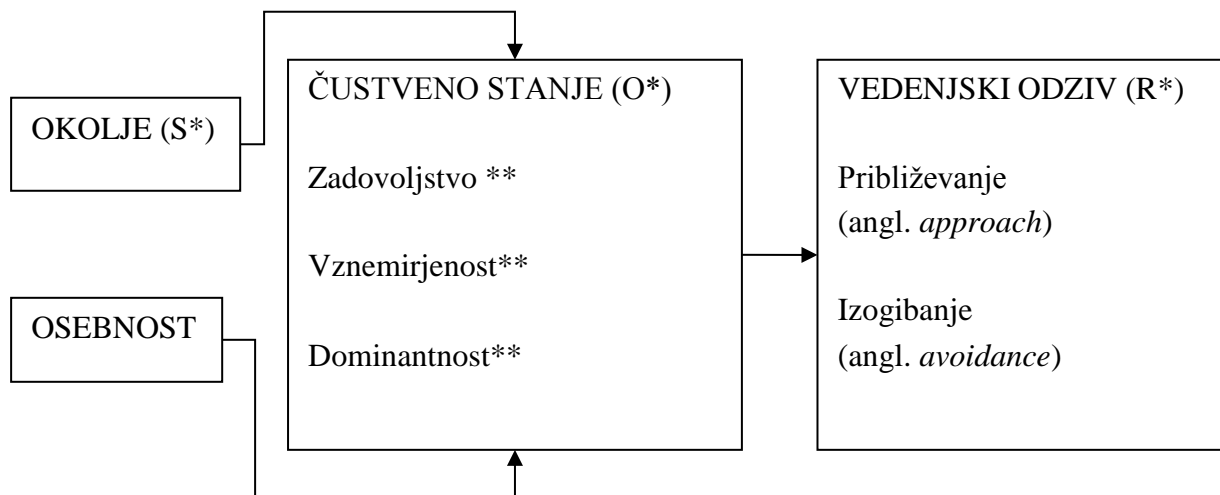 OKOLJE (S*)
OSEBNOST
ČUSTVENO STANJE (O*)
Zadovoljstvo **
Vznemirjenost**
Dominantnost**
VEDENJSKI ODZIV (R*)
Približevanje
(angl. approach)
Izogibanje
(angl. avoidance)